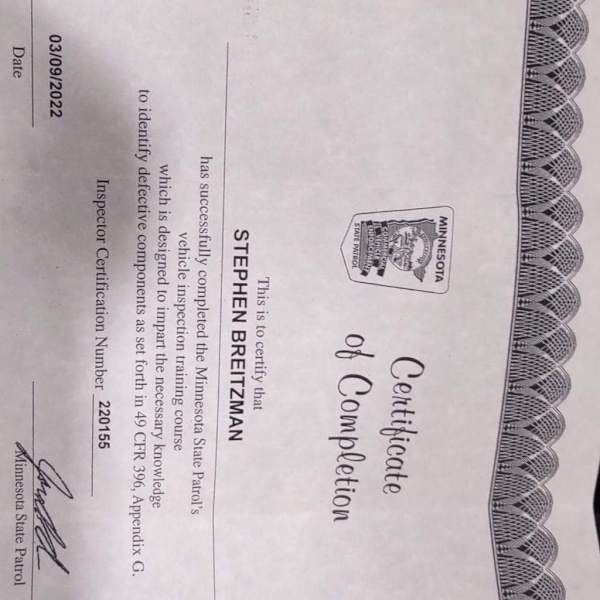 MINNESOTA
STATE PATROL
Certificate
of Completion
This is to certify that
STEPHEN BREITZMAN
has successfully completed the Minnesota State Patrol's
vehicle inspection training course
which is designed to impart the necessary knowledge
to identify defective components as set forth in 49 CFR 396, Appendix G.
Inspector Certification Number 220155
03/09/2022
Date
Minnesota State Patrol